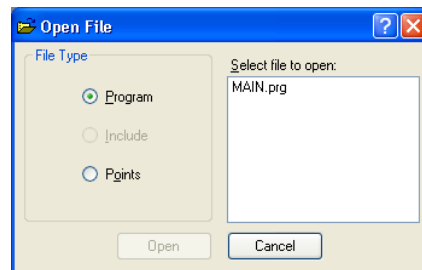 Open File
File Type
Program
Include
Points
Select file to open:
MAIN.prg
Open
Cancel